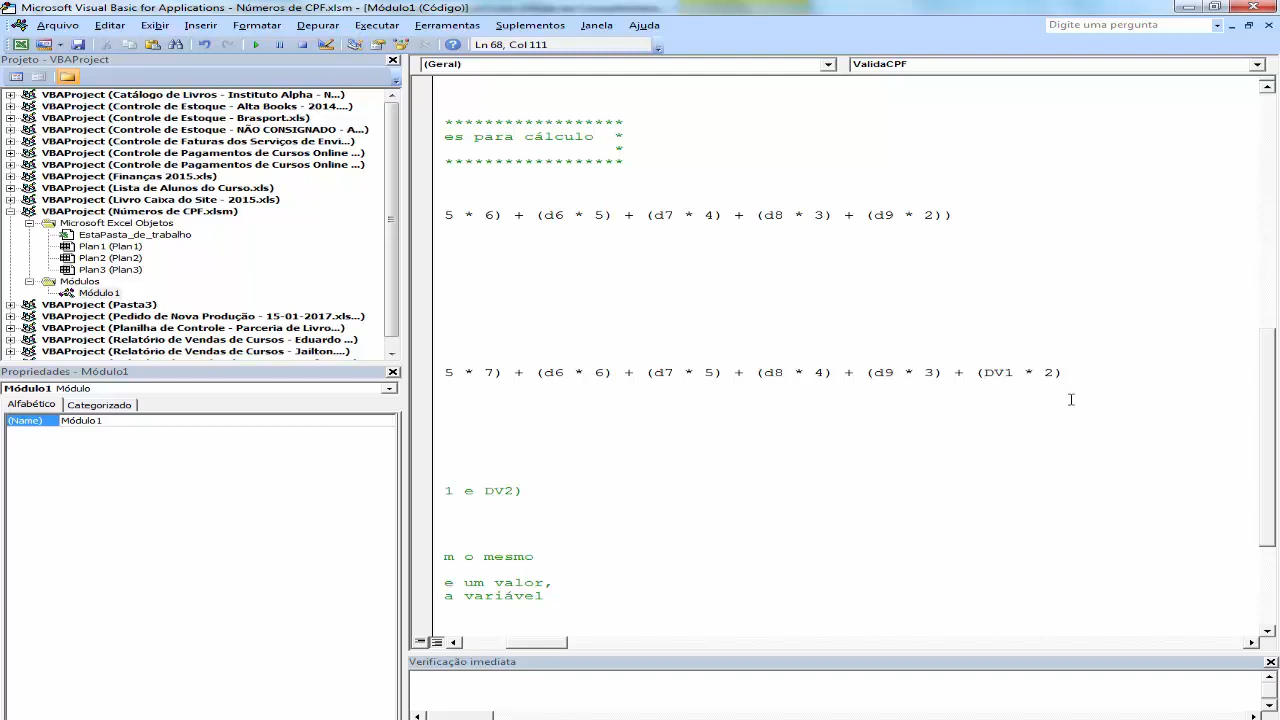 Microsoft Visual Basic for Applications - Números de CPF.xlsm - [Módulo1 (Código)]
Arquivo Editar Exibir Inserir Formatar Depurar Executar Ferramentas Suplementos Janela Ajuda
Digite uma pergunta
Ln 68, Col 111
Projeto - VBAProject
VBAProject (Catálogo de Livros - Instituto Alpha - N...)
VBAProject (Controle de Estoque - Alta Books - 2014....)
VBAProject (Controle de Estoque - Brasport.xls)
VBAProject (Controle de Estoque - NÃO CONSIGNADO - A...)
VBAProject (Controle de Faturas dos Serviços de Envi...)
VBAProject (Controle de Pagamentos de Cursos Online ...)
VBAProject (Controle de Pagamentos de Cursos Online ...)
VBAProject (Finanças 2015.xls)
VBAProject (Lista de Alunos do Curso.xls)
VBAProject (Livro Caixa do Site - 2015.xls)
VBAProject (Números de CPF.xlsm)
Microsoft Excel Objetos
EstaPasta_de_trabalho
Plan1 (Plan1)
Plan2 (Plan2)
Plan3 (Plan3)
Módulos
Módulo1
VBAProject (Pasta3)
VBAProject (Pedido de Nova Produção - 15-01-2017.xls...)
VBAProject (Planilha de Controle - Parceria de Livro...)
VBAProject (Relatório de Vendas de Cursos - Eduardo ...)
VBAProject (Relatório de Vendas de Cursos - Jailton....)
Propriedades - Módulo1
Módulo1 Módulo
Alfabético Categorizado
(Name) Módulo1
(Geral) ValidaCPF
******************
es para cálculo *
*
******************
5 * 6) + (d6 * 5) + (d7 * 4) + (d8 * 3) + (d9 * 2))
5 * 7) + (d6 * 6) + (d7 * 5) + (d8 * 4) + (d9 * 3) + (DV1 * 2)
1 e DV2)
m o mesmo
e um valor,
a variável
Verificação imediata